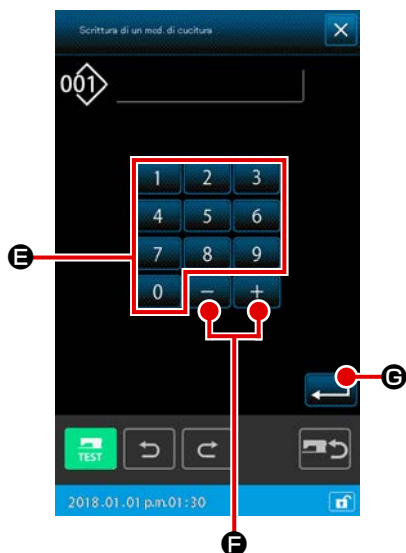 Scrittura di un mod. di cucitura
001
1 2 3
4 5 6
7 8 9
0 − +
E
G
TEST
2018.01.01 p.m.01:30
F